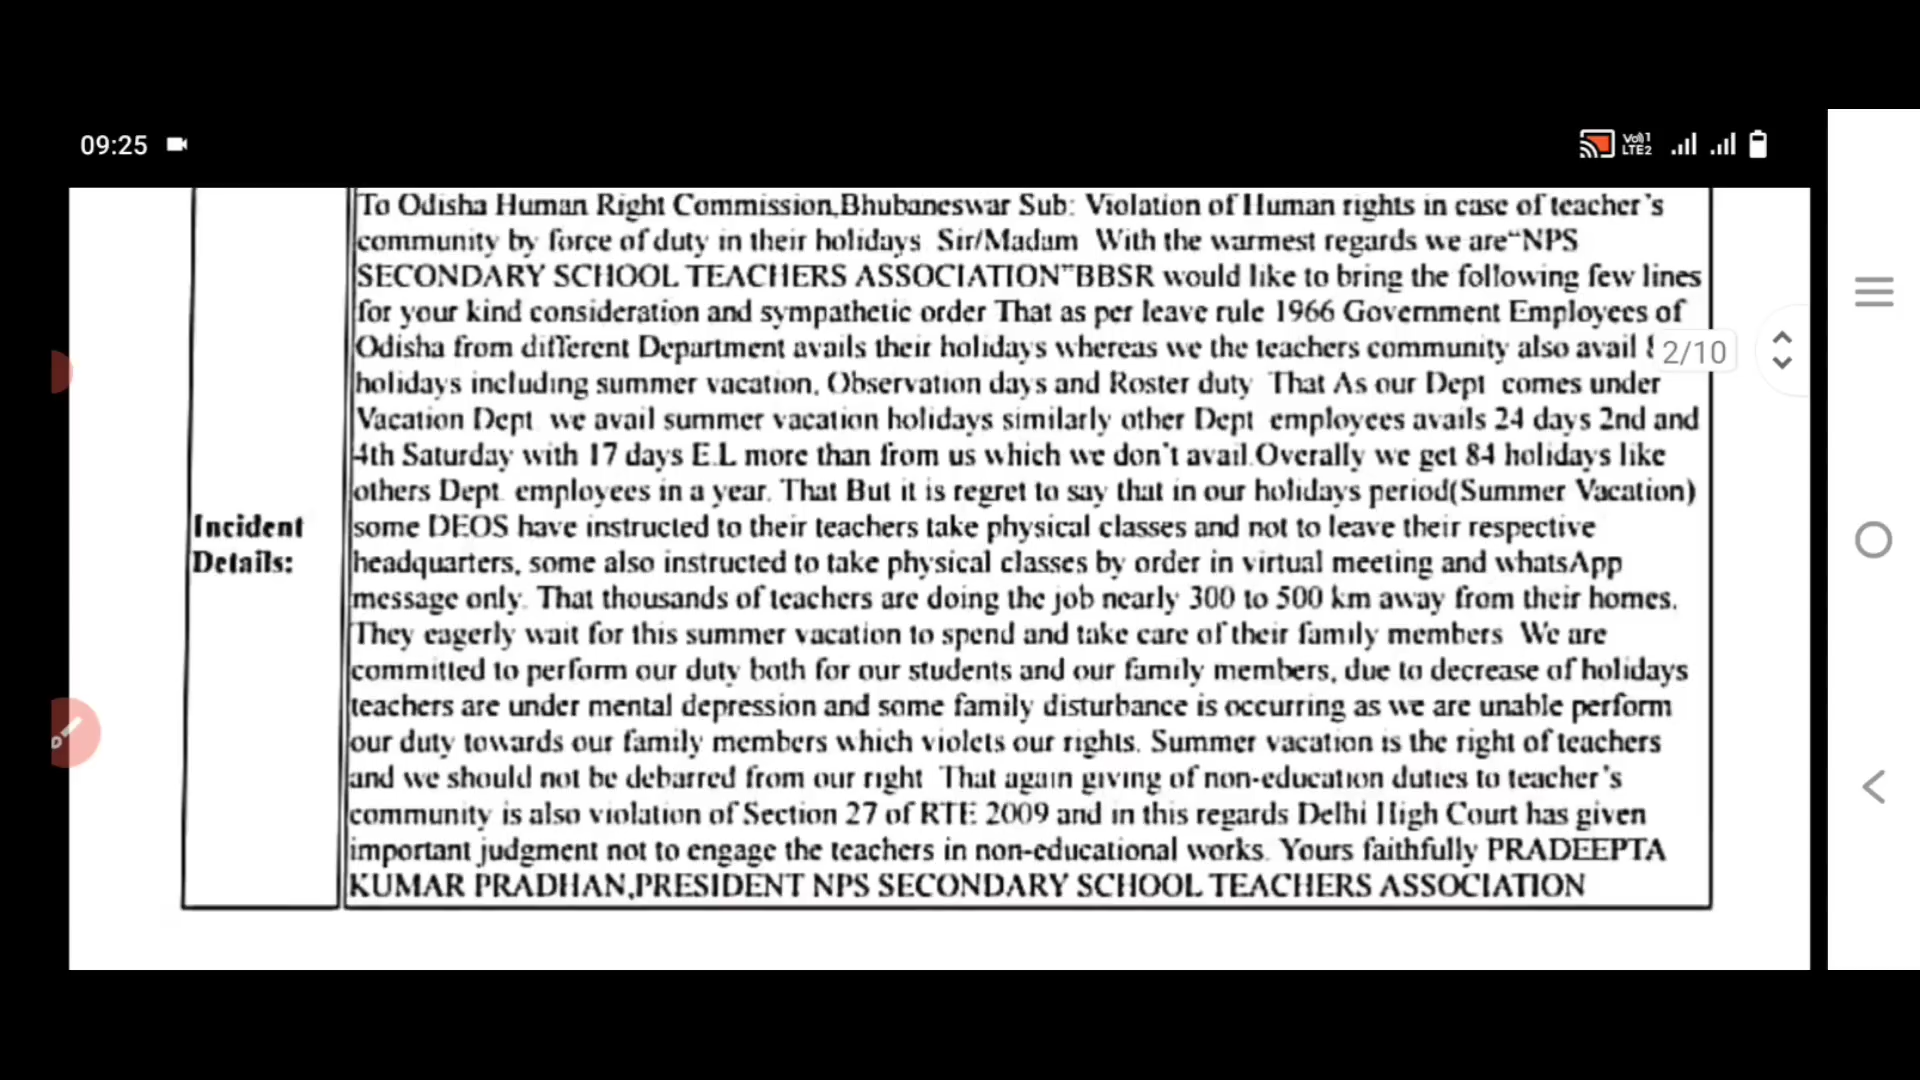 09:25
Vo))1
LTE2
To Odisha Human Right Commission,Bhubaneswar Sub: Violation of Human rights in case of teacher's
community by force of duty in their holidays Sir/Madam With the warmest regards we are"NPS
SECONDARY SCHOOL TEACHERS ASSOCIATION"BBSR would like to bring the following few lines
for your kind consideration and sympathetic order That as per leave rule 1966 Government Employees of
Odisha from different Department avails their holidays whereas we the teachers community also avail
2/10
holidays including summer vacation, Observation days and Roster duty That As our Dept comes under
Vacation Dept we avail summer vacation holidays similarly other Dept employees avails 24 days 2nd and
4th Saturday with 17 days E.L more than from us which we don't avail.Overally we get 84 holidays like
others Dept employees in a year. That But it is regret to say that in our holidays period(Summer Vacation)
Incident
Details:
some DEOS have instructed to their teachers take physical classes and not to leave their respective
headquarters, some also instructed to take physical classes by order in virtual meeting and whatsApp
message only. That thousands of teachers are doing the job nearly 300 to 500 km away from their homes.
They eagerly wait for this summer vacation to spend and take care of their family members We are
committed to perform our duty both for our students and our family members, due to decrease of holidays
teachers are under mental depression and some family disturbance is occurring as we are unable perform
our duty towards our family members which violets our rights. Summer vacation is the right of teachers
and we should not be debarred from our right That again giving of non-education duties to teacher's
community is also violation of Section 27 of RTE 2009 and in this regards Delhi High Court has given
important judgment not to engage the teachers in non-educational works. Yours faithfully PRADEEPTA
KUMAR PRADHAN,PRESIDENT NPS SECONDARY SCHOOL TEACHERS ASSOCIATION